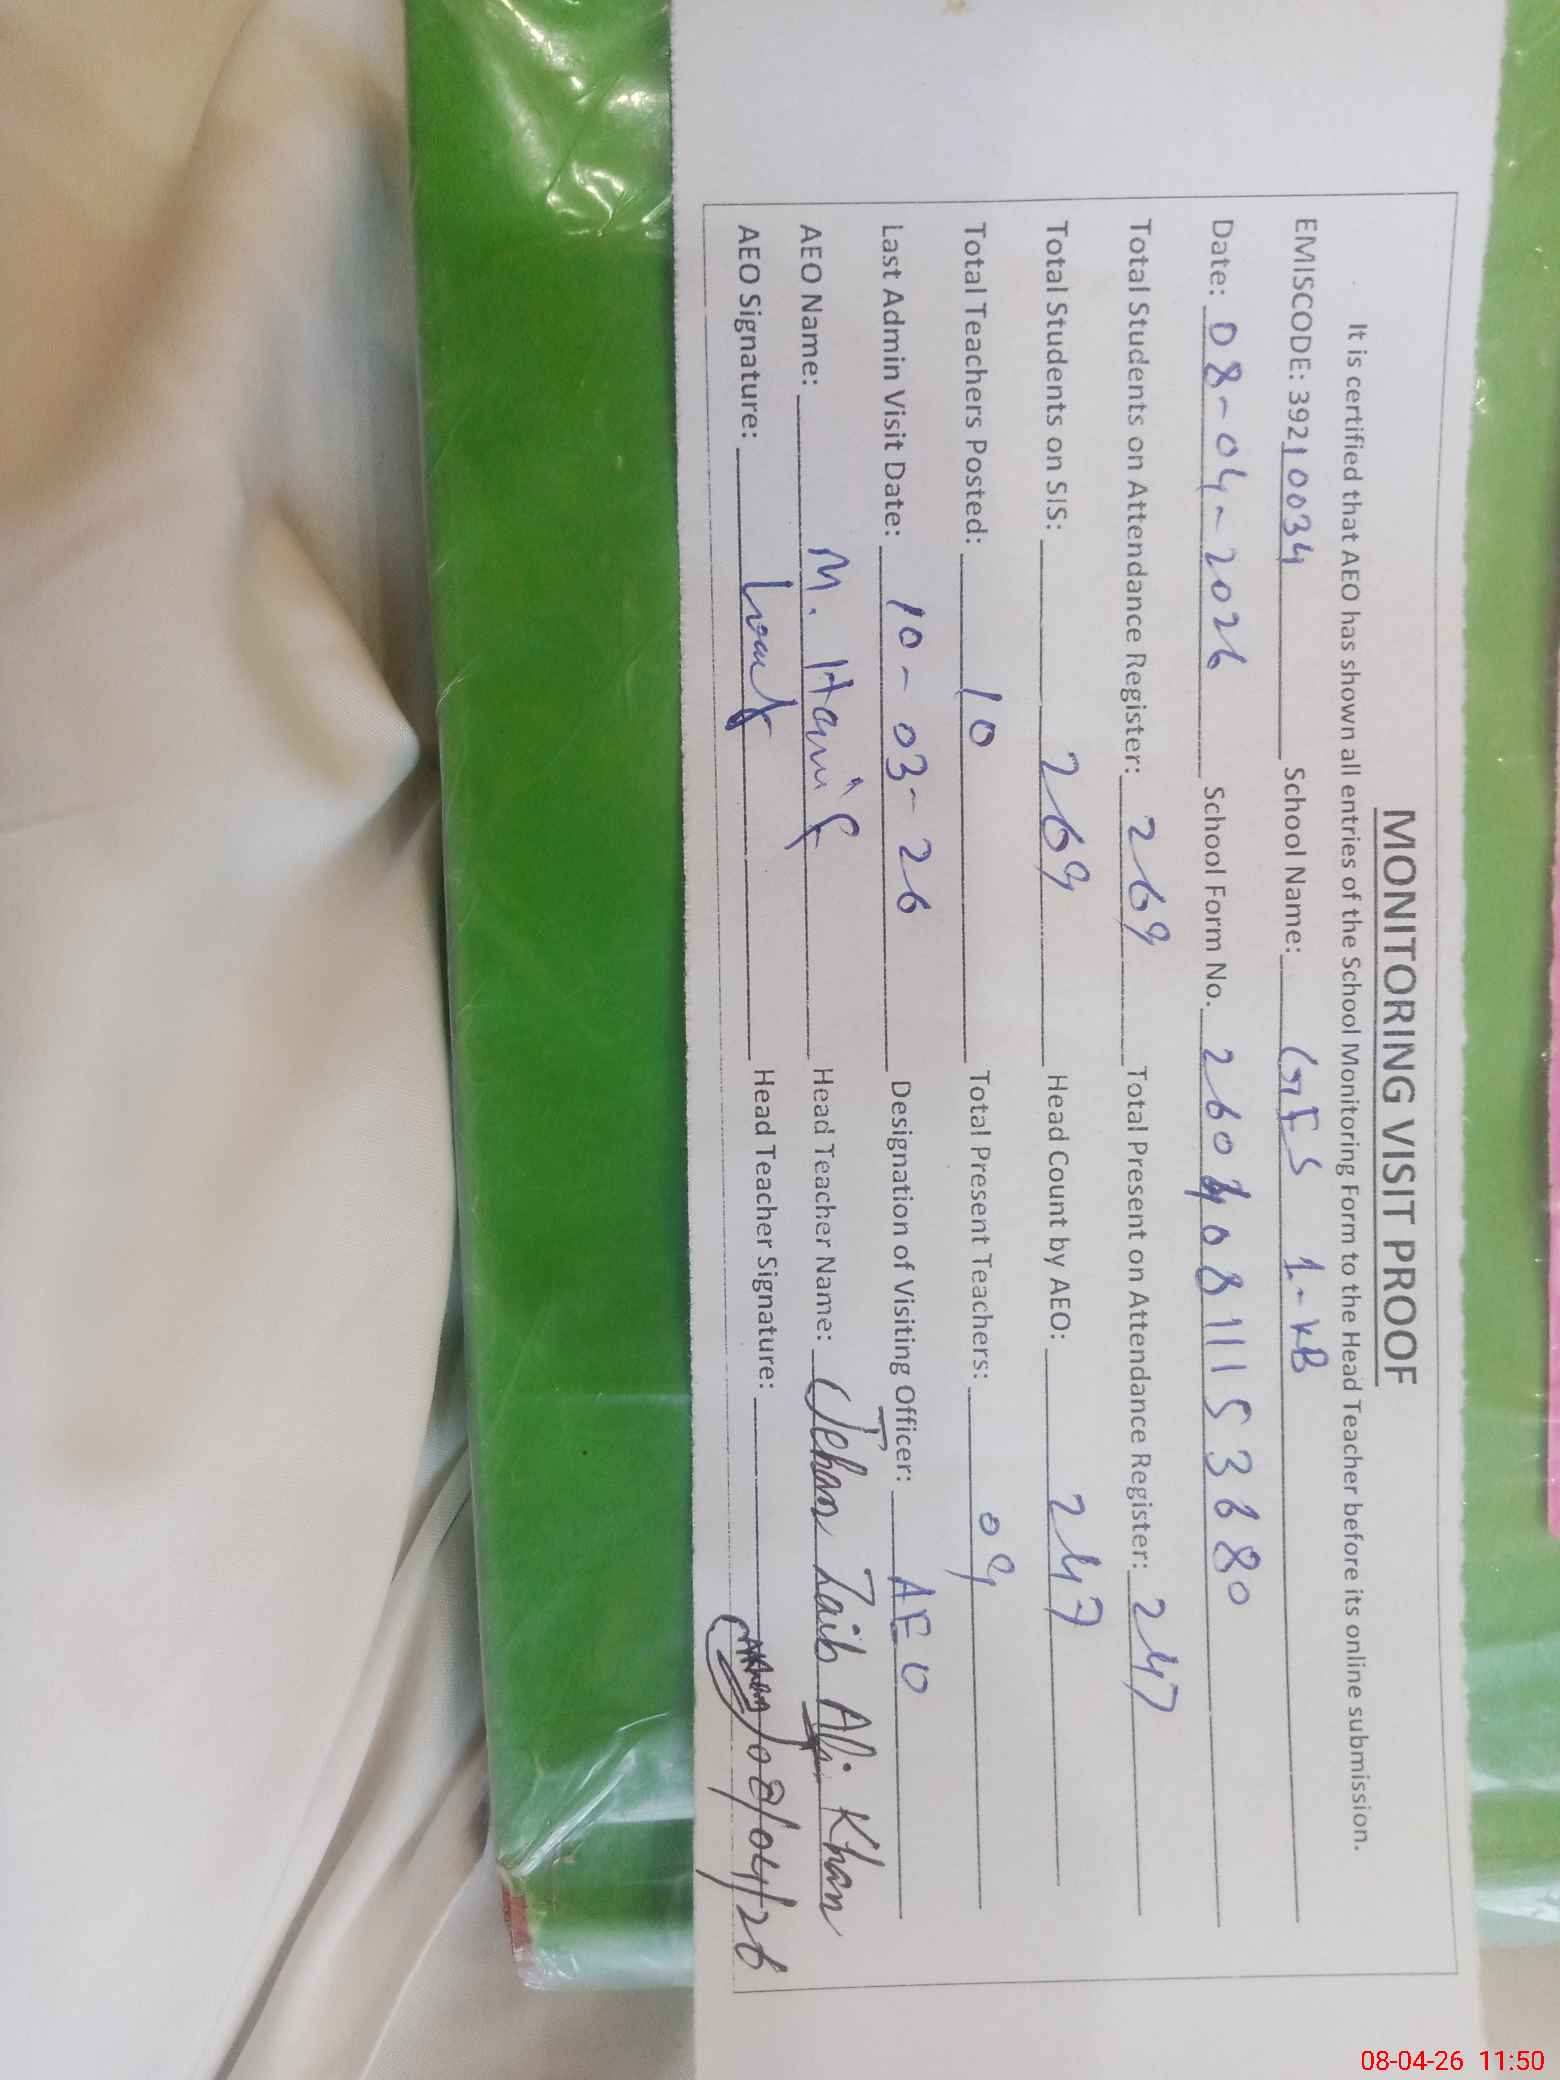 MONITORING VISIT PROOF
It is certified that AEO has shown all entries of the School Monitoring Form to the Head Teacher before its online submission.
EMISCODE: 39210034 School Name: GES 1-KB
Date: 08-04-2026 School Form No. 2604081153680
Total Students on Attendance Register: 269 Total Present on Attendance Register: 247
Total Students on SIS: 269 Head Count by AEO: 247
Total Teachers Posted: 10 Total Present Teachers: 09
Last Admin Visit Date: 10-03-26 Designation of Visiting Officer: AEO
AEO Name: M. Hanif Head Teacher Name: Jehan Zaib Ali Khan
AEO Signature: Head Teacher Signature: 08/04/26
08-04-26 11:50